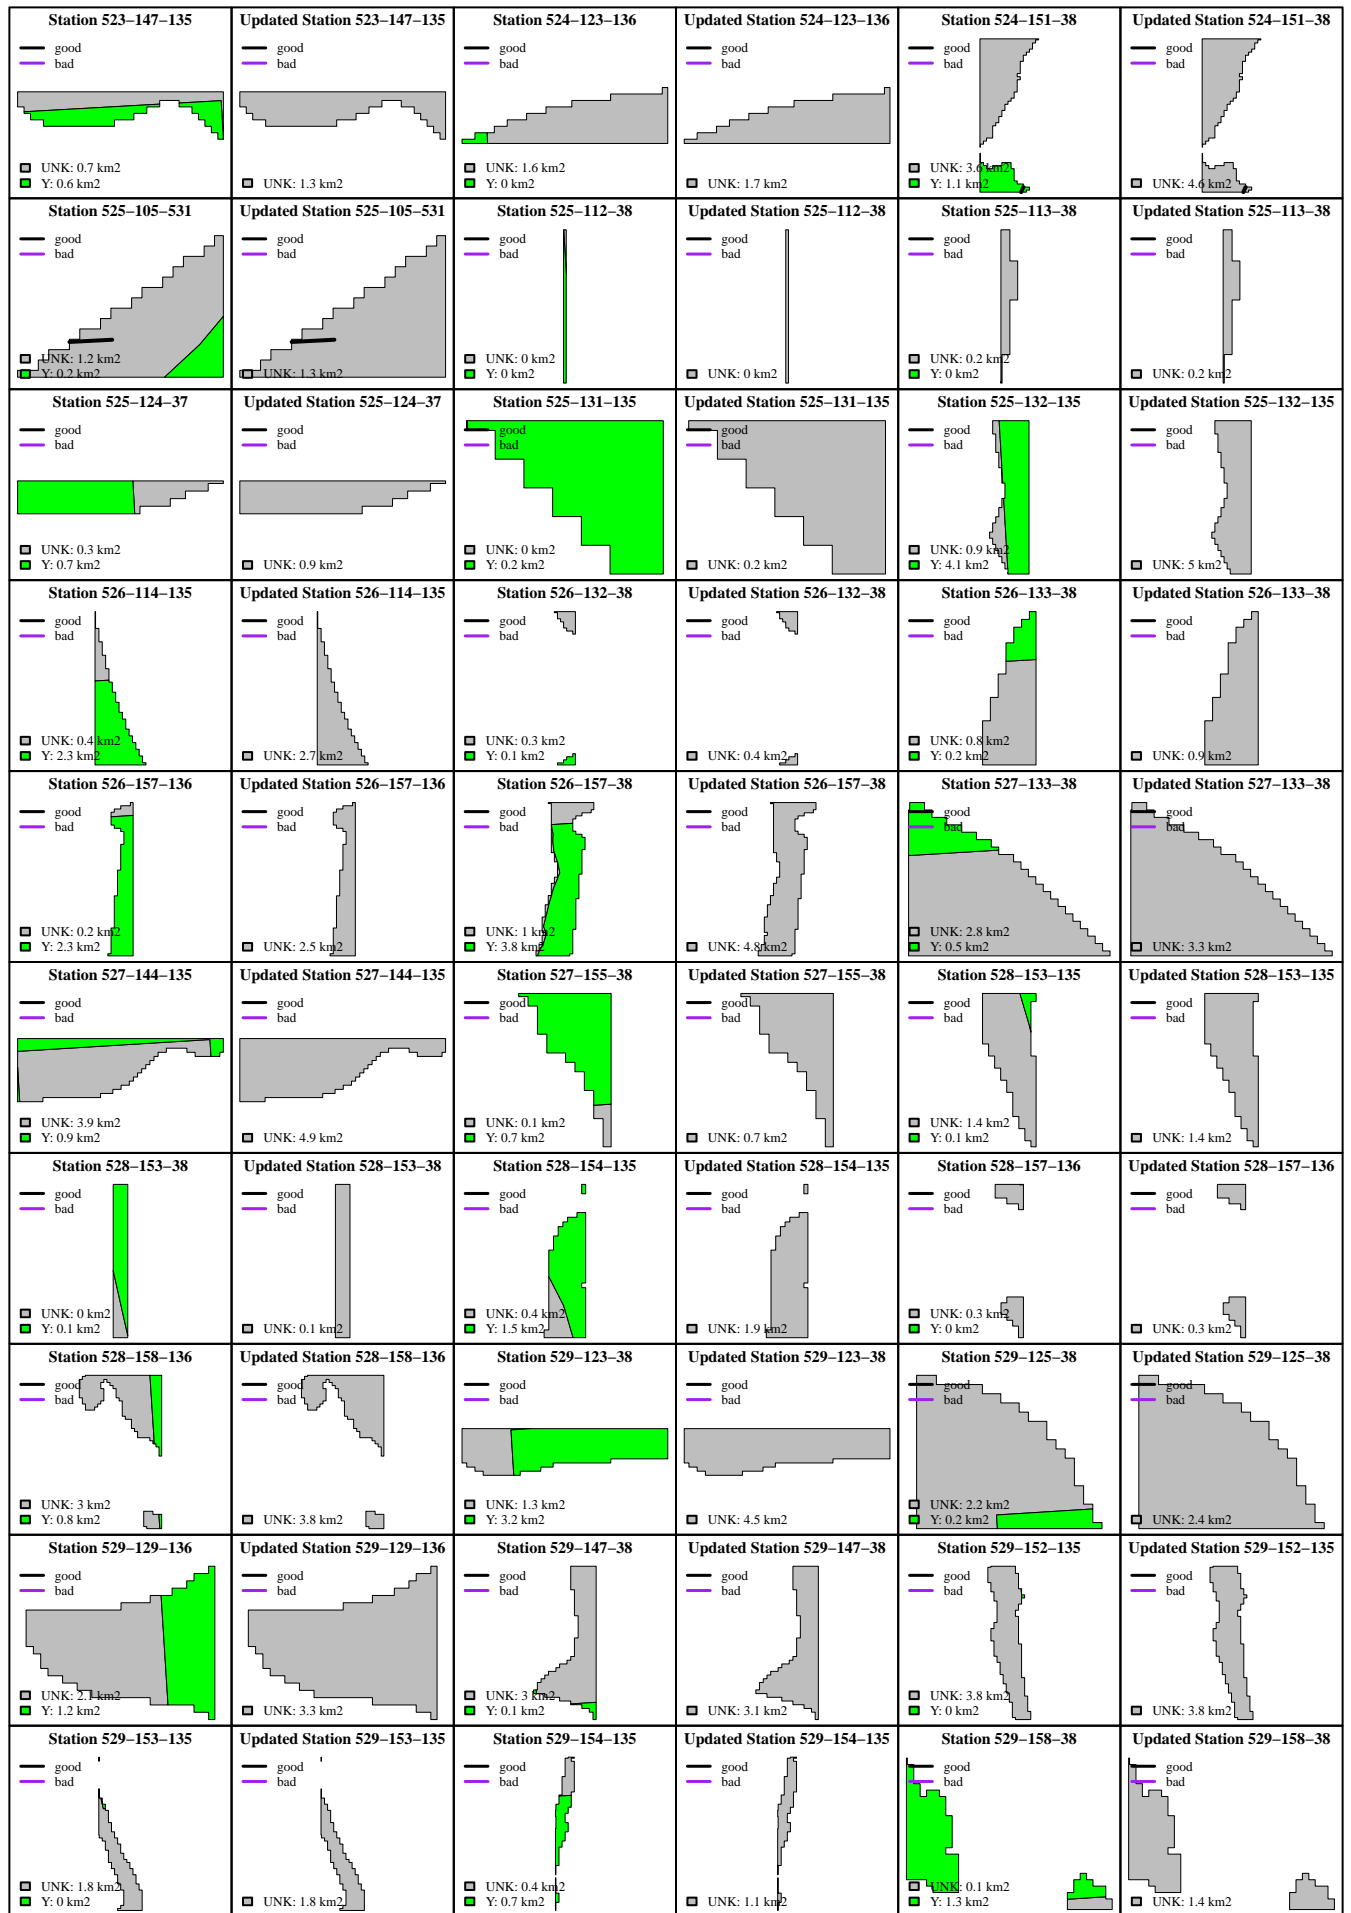 Station 523−147−135
good
bad
UNK: 0.7 km2
Y: 0.6 km2
Updated Station 523−147−135
good
bad
UNK: 1.3 km2
Station 524−123−136
good
bad
UNK: 1.6 km2
Y: 0 km2
Updated Station 524−123−136
good
bad
UNK: 1.7 km2
Station 524−151−38
good
bad
UNK: 3.6 km2
Y: 1.1 km2
Updated Station 524−151−38
good
bad
UNK: 4.6 km2
Station 525−105−531
good
bad
UNK: 1.2 km2
Y: 0.2 km2
Updated Station 525−105−531
good
bad
UNK: 1.3 km2
Station 525−112−38
good
bad
UNK: 0 km2
Y: 0 km2
Updated Station 525−112−38
good
bad
UNK: 0 km2
Station 525−113−38
good
bad
UNK: 0.2 km2
Y: 0 km2
Updated Station 525−113−38
good
bad
UNK: 0.2 km2
Station 525−124−37
good
bad
UNK: 0.3 km2
Y: 0.7 km2
Updated Station 525−124−37
good
bad
UNK: 0.9 km2
Station 525−131−135
good
bad
UNK: 0 km2
Y: 0.2 km2
Updated Station 525−131−135
good
bad
UNK: 0.2 km2
Station 525−132−135
good
bad
UNK: 0.9 km2
Y: 4.1 km2
Updated Station 525−132−135
good
bad
UNK: 5 km2
Station 526−114−135
good
bad
UNK: 0.4 km2
Y: 2.3 km2
Updated Station 526−114−135
good
bad
UNK: 2.7 km2
Station 526−132−38
good
bad
UNK: 0.3 km2
Y: 0.1 km2
Updated Station 526−132−38
good
bad
UNK: 0.4 km2
Station 526−133−38
good
bad
UNK: 0.8 km2
Y: 0.2 km2
Updated Station 526−133−38
good
bad
UNK: 0.9 km2
Station 526−157−136
good
bad
UNK: 0.2 km2
Y: 2.3 km2
Updated Station 526−157−136
good
bad
UNK: 2.5 km2
Station 526−157−38
good
bad
UNK: 1 km2
Y: 3.8 km2
Updated Station 526−157−38
good
bad
UNK: 4.8 km2
Station 527−133−38
good
bad
UNK: 2.8 km2
Y: 0.5 km2
Updated Station 527−133−38
good
bad
UNK: 3.3 km2
Station 527−144−135
good
bad
UNK: 3.9 km2
Y: 0.9 km2
Updated Station 527−144−135
good
bad
UNK: 4.9 km2
Station 527−155−38
good
bad
UNK: 0.1 km2
Y: 0.7 km2
Updated Station 527−155−38
good
bad
UNK: 0.7 km2
Station 528−153−135
good
bad
UNK: 1.4 km2
Y: 0.1 km2
Updated Station 528−153−135
good
bad
UNK: 1.4 km2
Station 528−153−38
good
bad
UNK: 0 km2
Y: 0.1 km2
Updated Station 528−153−38
good
bad
UNK: 0.1 km2
Station 528−154−135
good
bad
UNK: 0.4 km2
Y: 1.5 km2
Updated Station 528−154−135
good
bad
UNK: 1.9 km2
Station 528−157−136
good
bad
UNK: 0.3 km2
Y: 0 km2
Updated Station 528−157−136
good
bad
UNK: 0.3 km2
Station 528−158−136
good
bad
UNK: 3 km2
Y: 0.8 km2
Updated Station 528−158−136
good
bad
UNK: 3.8 km2
Station 529−123−38
good
bad
UNK: 1.3 km2
Y: 3.2 km2
Updated Station 529−123−38
good
bad
UNK: 4.5 km2
Station 529−125−38
good
bad
UNK: 2.2 km2
Y: 0.2 km2
Updated Station 529−125−38
good
bad
UNK: 2.4 km2
Station 529−129−136
good
bad
UNK: 2.1 km2
Y: 1.2 km2
Updated Station 529−129−136
good
bad
UNK: 3.3 km2
Station 529−147−38
good
bad
UNK: 3 km2
Y: 0.1 km2
Updated Station 529−147−38
good
bad
UNK: 3.1 km2
Station 529−152−135
good
bad
UNK: 3.8 km2
Y: 0 km2
Updated Station 529−152−135
good
bad
UNK: 3.8 km2
Station 529−153−135
good
bad
UNK: 1.8 km2
Y: 0 km2
Updated Station 529−153−135
good
bad
UNK: 1.8 km2
Station 529−154−135
good
bad
UNK: 0.4 km2
Y: 0.7 km2
Updated Station 529−154−135
good
bad
UNK: 1.1 km2
Station 529−158−38
good
bad
UNK: 0.1 km2
Y: 1.3 km2
Updated Station 529−158−38
good
bad
UNK: 1.4 km2